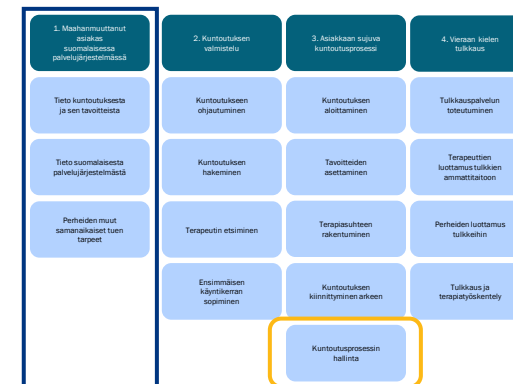 1. Maahanmuuttanut
asiakas
suomalaisessa
palvelujärjestelmässä
Tieto kuntoutuksesta
ja sen tavoitteista
Tieto suomalaisesta
palvelujärjestelmästä
Perheiden muut
samanaikaiset tuen
tarpeet
2. Kuntoutuksen
valmistelu
Kuntoutukseen
ohjautuminen
Kuntoutuksen
hakeminen
Terapeutin etsiminen
Ensimmäisen
käyntikerran
sopiminen
3. Asiakkaan sujuva
kuntoutusprosessi
Kuntoutuksen
aloittaminen
Tavoitteiden
asettaminen
Terapiasuhteen
rakentuminen
Kuntoutuksen
kiinnittyminen arkeen
Kuntoutusprosessin
hallinta
4. Vieraan kielen
tulkkaus
Tulkkauspalvelun
toteutuminen
Terapeuttien
luottamus tulkkien
ammattitaitoon
Perheiden luottamus
tulkkeihin
Tulkkaus ja
terapiatyöskentely